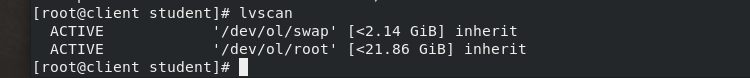 [root@client student]# lvscan
  ACTIVE            '/dev/ol/swap' [<2.14 GiB] inherit
  ACTIVE            '/dev/ol/root' [<21.86 GiB] inherit
[root@client student]#